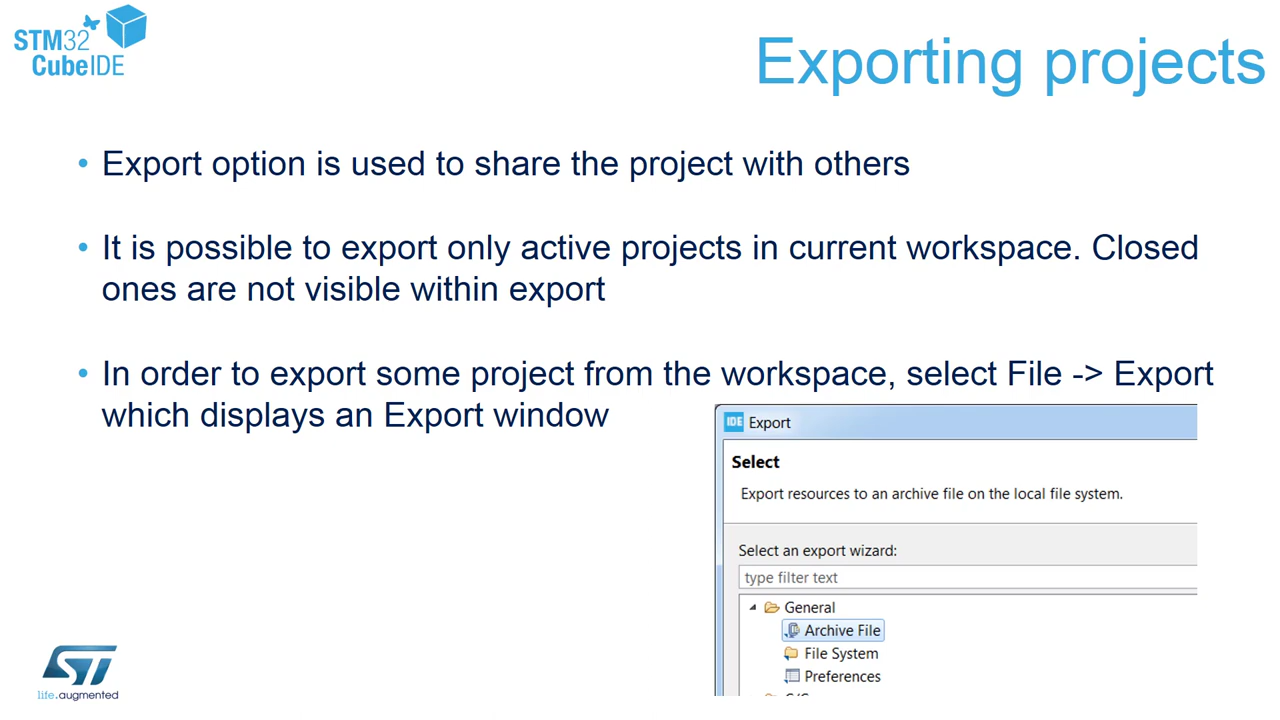 STM32
CubeIDE
Exporting projects
• Export option is used to share the project with others
• It is possible to export only active projects in current workspace. Closed
ones are not visible within export
• In order to export some project from the workspace, select File -> Export
which displays an Export window
IDE Export
Select
Export resources to an archive file on the local file system.
Select an export wizard:
type filter text
General
Archive File
File System
Preferences
ST
life.augmented